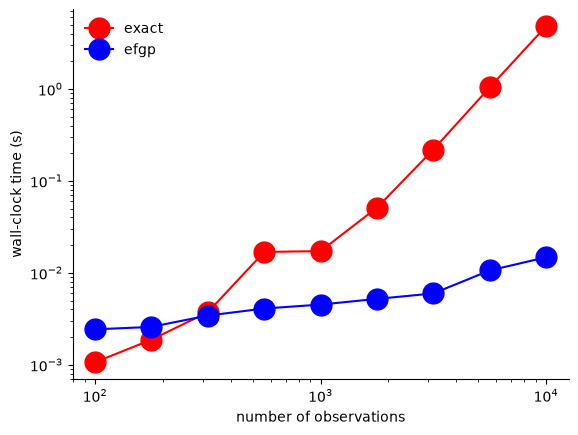 exact
efgp
10⁰
10⁻¹
10⁻²
10⁻³
wall-clock time (s)
10² 10³ 10⁴
number of observations